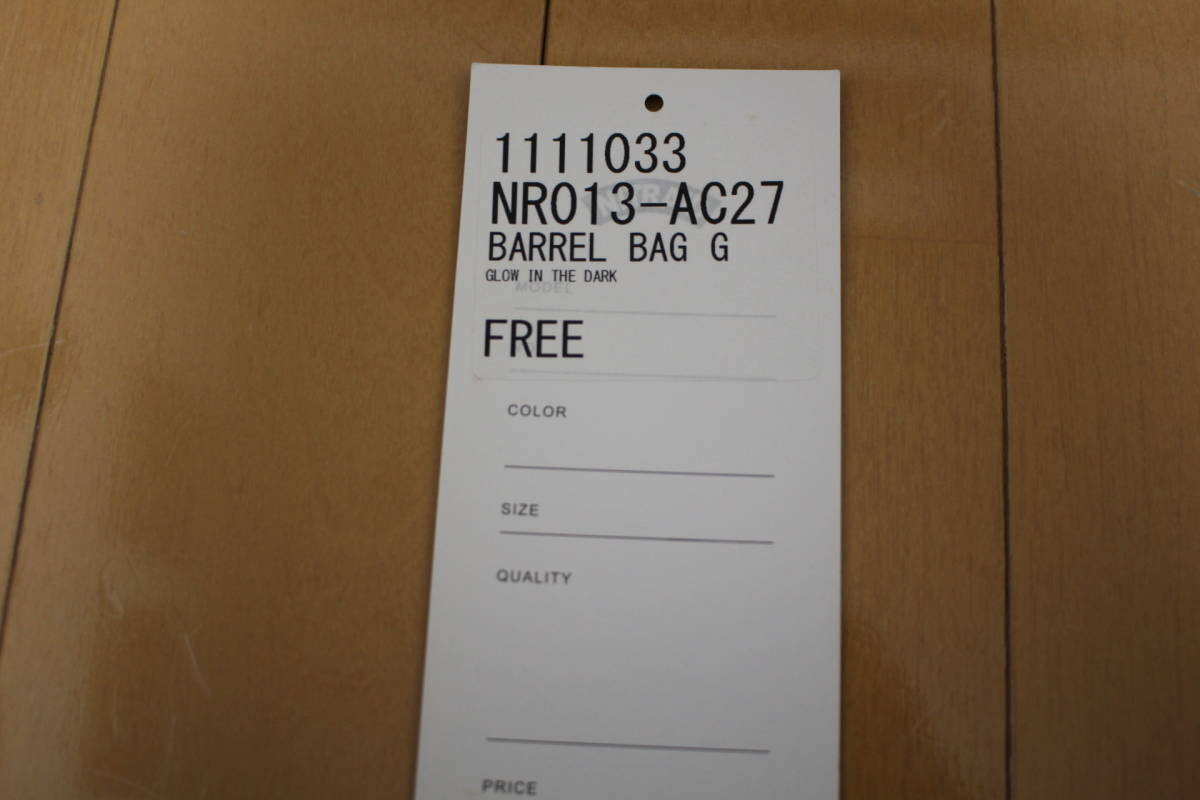 1111033
NR013-AC27
BARREL BAG G
GLOW IN THE DARK
MODEL
FREE
COLOR
SIZE
QUALITY
PRICE